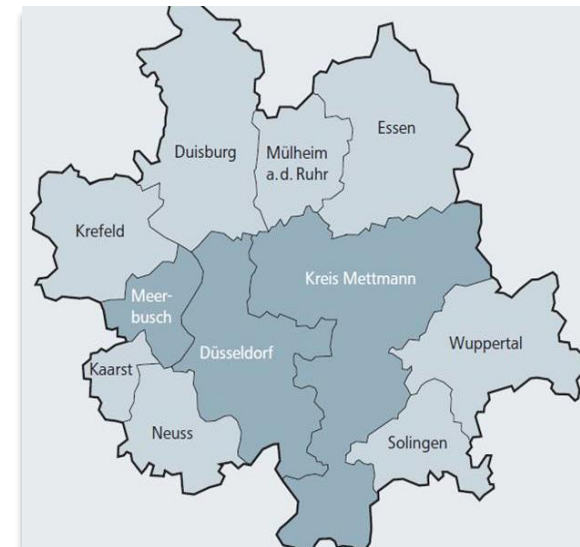 Essen
Duisburg
Mülheim
a. d. Ruhr
Krefeld
Kreis Mettmann
Meer-
busch
Düsseldorf
Wuppertal
Kaarst
Neuss
Solingen